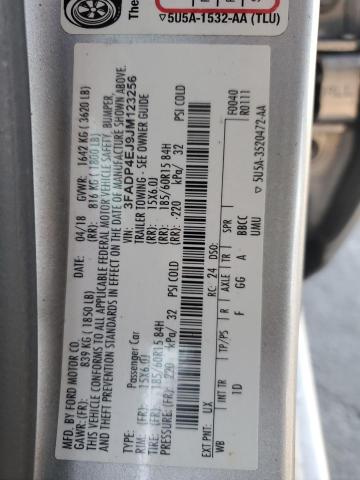 The
▽5U5A-1532-AA (TLU)
MFD. BY FORD MOTOR CO. 04/18 GVWR: 1642 KG ( 3620 LB)
GAWR:(FR): 839 KG (1850 LB) (RR): 816 KG (1800 LB)
THIS VEHICLE CONFORMS TO ALL APPLICABLE FEDERAL MOTOR VEHICLE SAFETY, BUMPER,
AND THEFT PREVENTION STANDARDS IN EFFECT ON THE DATE OF MANUFACTURE SHOWN ABOVE.
VIN: 3FADP4EJ9JM123256
TYPE: Passenger Car TRAILER TOWING - SEE OWNER GUIDE
RIM: (FR): 15X6.0J (RR): 15X6.0J
TIRE: (FR): 185/60R15 84H (RR): 185/60R15 84H
PRESSURE:(FR): 220 kPa/ 32 PSI COLD (RR): 220 kPa/ 32 PSI COLD
EXT PNT: UX RC: 24 DSO: F0040
R0111
WB INT TR TP/PS R AXLE TR SPR
1D F GG A BBCC UMU
▽5U5A-3520472-AA